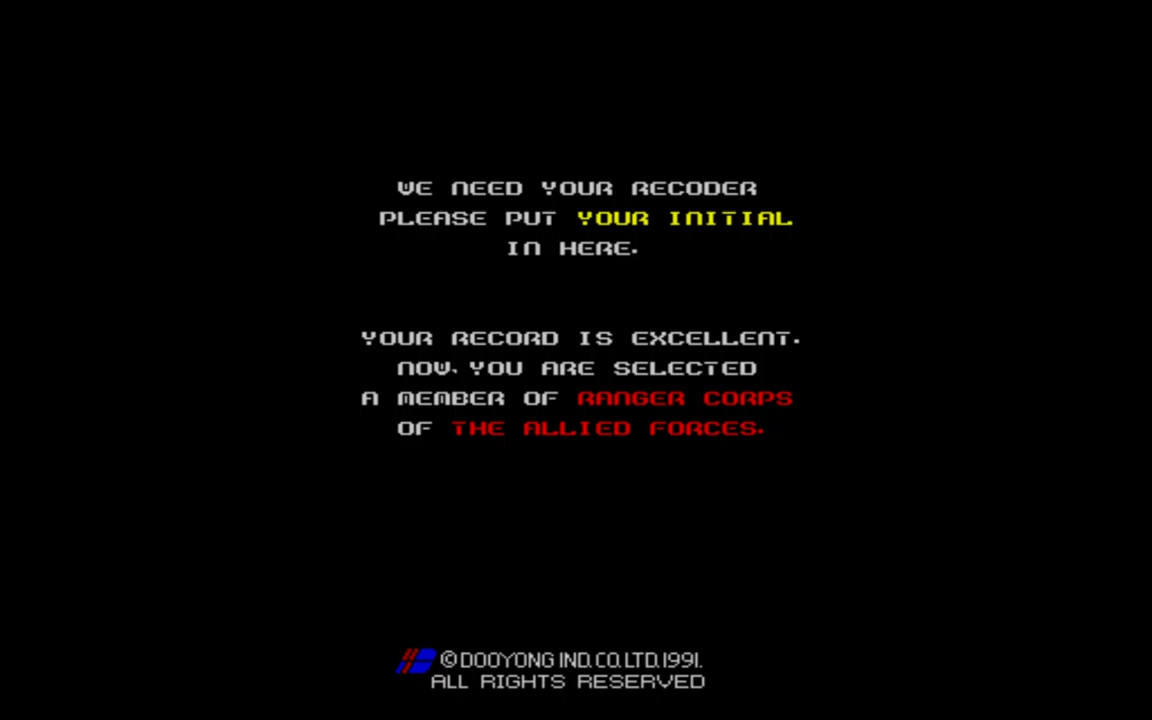 WE NEED YOUR RECODER
PLEASE PUT YOUR INITIAL
IN HERE.
YOUR RECORD IS EXCELLENT.
NOW, YOU ARE SELECTED
A MEMBER OF RANGER CORPS
OF THE ALLIED FORCES.
©DOOYONG IND. CO. LTD. 1991.
ALL RIGHTS RESERVED